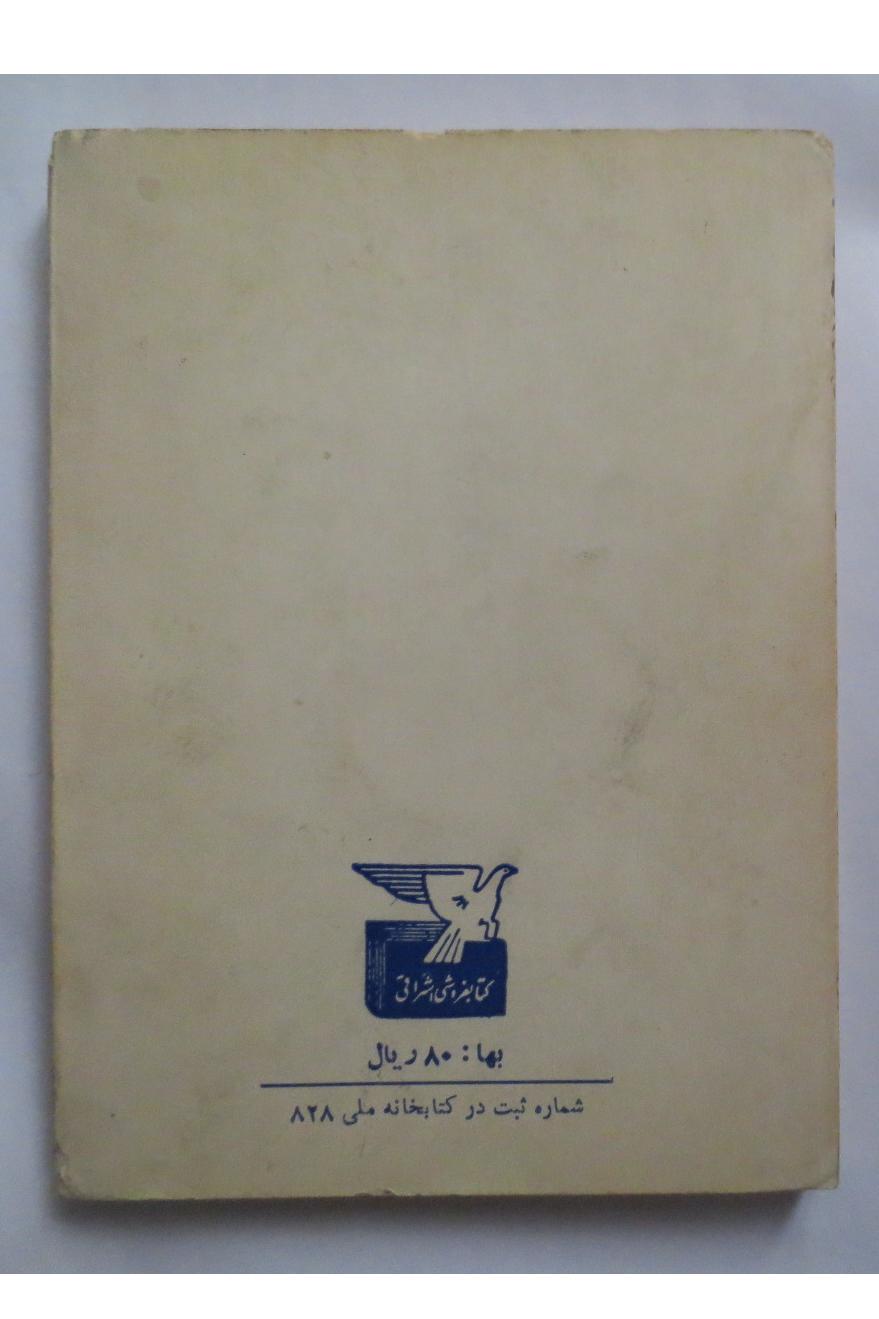 کتابفروشی اشراقی
بها : ۸۰ ریال
شماره ثبت در کتابخانه ملی ۸۲۸